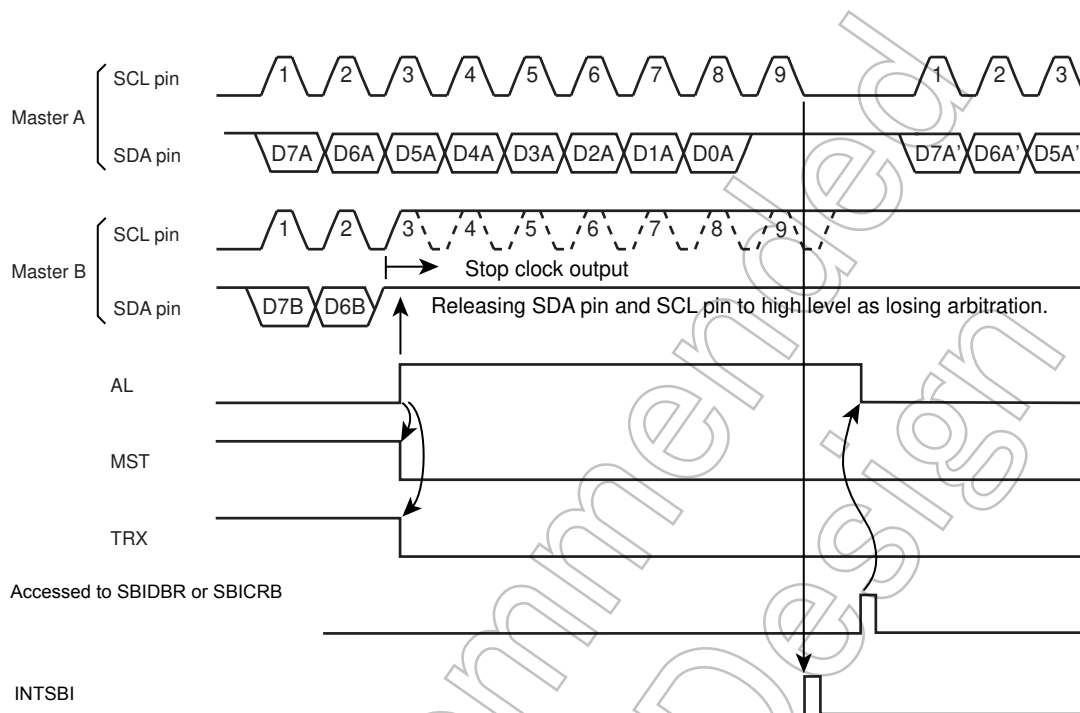 SCL pin 1 2 3 4 5 6 7 8 9 1 2 3
Master A
SDA pin D7A D6A D5A D4A D3A D2A D1A D0A D7A' D6A' D5A'
SCL pin 1 2 3 4 5 6 7 8 9
Master B
Stop clock output
SDA pin D7B D6B Releasing SDA pin and SCL pin to high level as losing arbitration.
AL
MST
TRX
Accessed to SBIDBR or SBICRB
INTSBI
ommended
Design